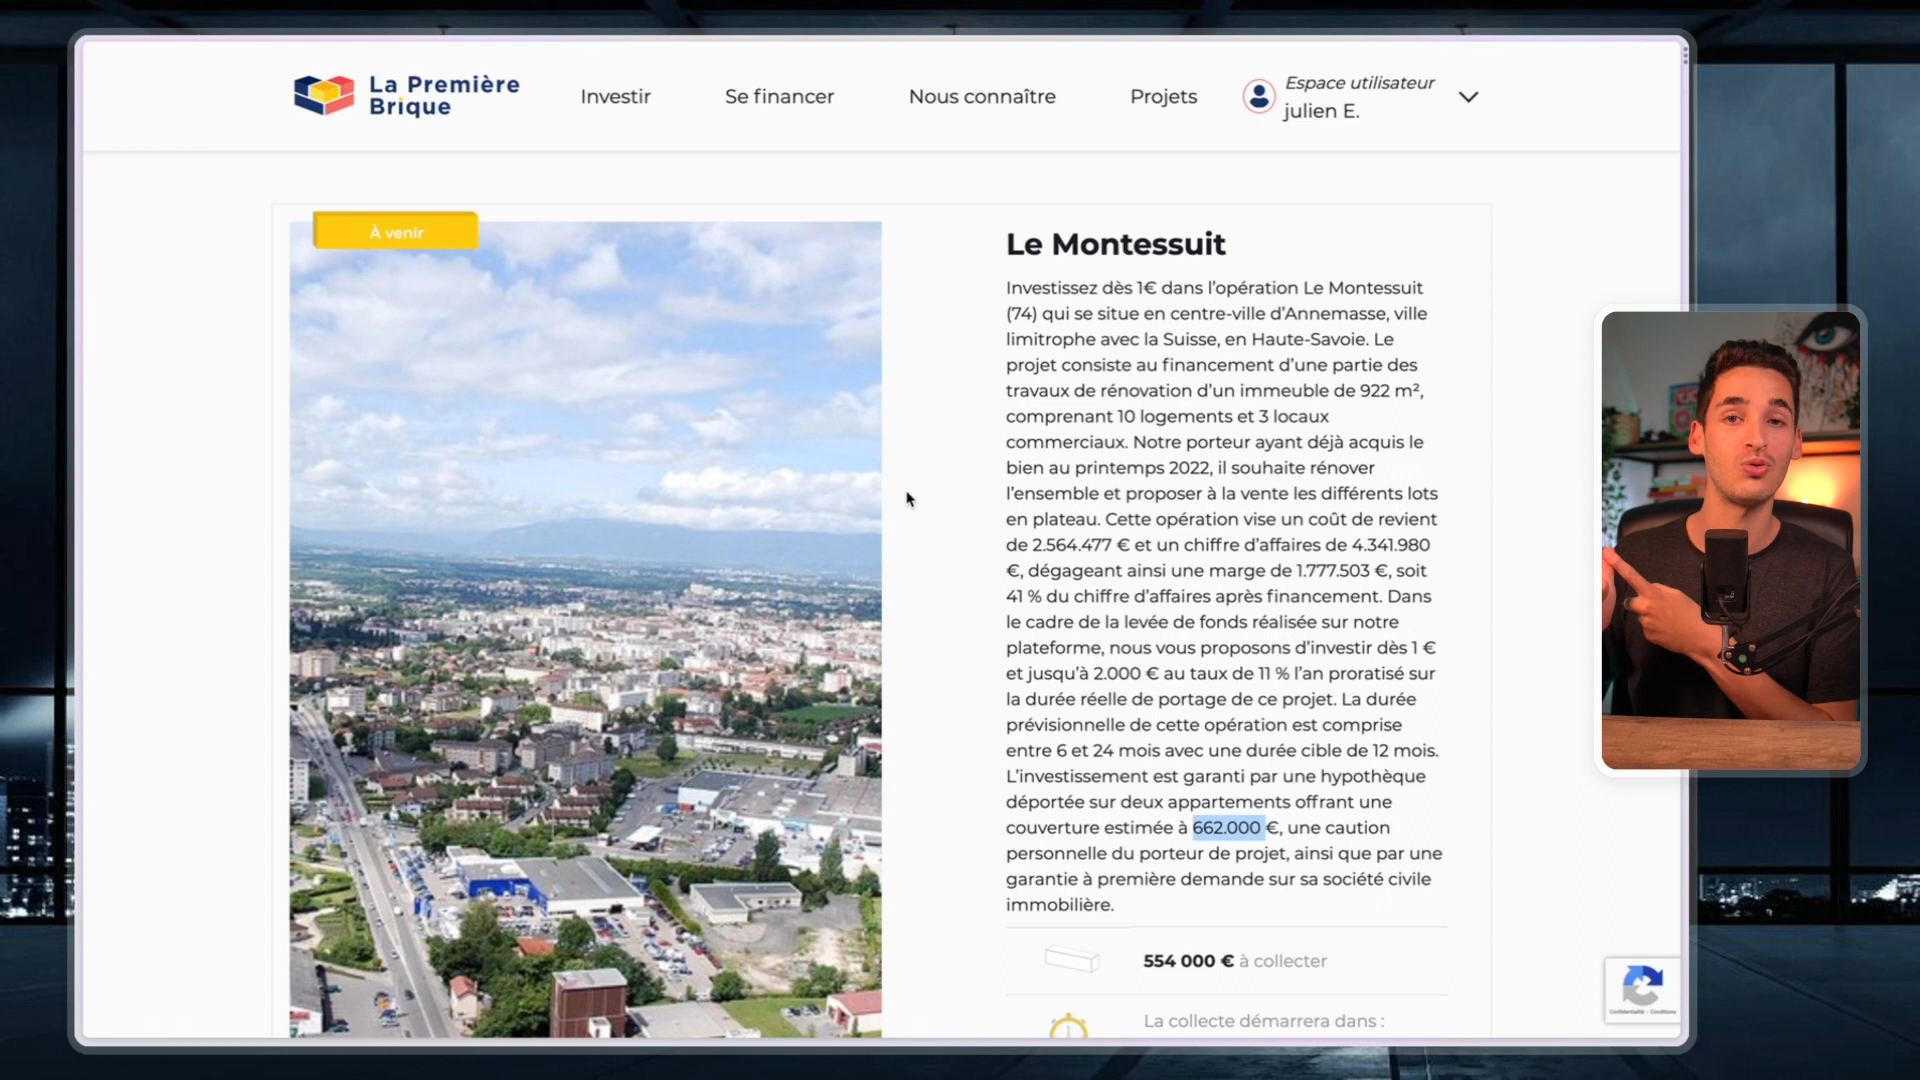 La Première
Brique
Investir
Se financer
Nous connaître
Projets
Espace utilisateur
julien E.
À venir
Le Montessuit
Investissez dès 1€ dans l’opération Le Montessuit
(74) qui se situe en centre-ville d’Annemasse, ville
limitrophe avec la Suisse, en Haute-Savoie. Le
projet consiste au financement d’une partie des
travaux de rénovation d’un immeuble de 922 m²,
comprenant 10 logements et 3 locaux
commerciaux. Notre porteur ayant déjà acquis le
bien au printemps 2022, il souhaite rénover
l’ensemble et proposer à la vente les différents lots
en plateau. Cette opération vise un coût de revient
de 2.564.477 € et un chiffre d’affaires de 4.341.980
€, dégageant ainsi une marge de 1.777.503 €, soit
41 % du chiffre d’affaires après financement. Dans
le cadre de la levée de fonds réalisée sur notre
plateforme, nous vous proposons d’investir dès 1 €
et jusqu’à 2.000 € au taux de 11 % l’an proratisé sur
la durée réelle de portage de ce projet. La durée
prévisionnelle de cette opération est comprise
entre 6 et 24 mois avec une durée cible de 12 mois.
L’investissement est garanti par une hypothèque
déportée sur deux appartements offrant une
couverture estimée à 662.000 €, une caution
personnelle du porteur de projet, ainsi que par une
garantie à première demande sur sa société civile
immobilière.
554 000 € à collecter
La collecte démarrera dans :
Confidentialité - Conditions